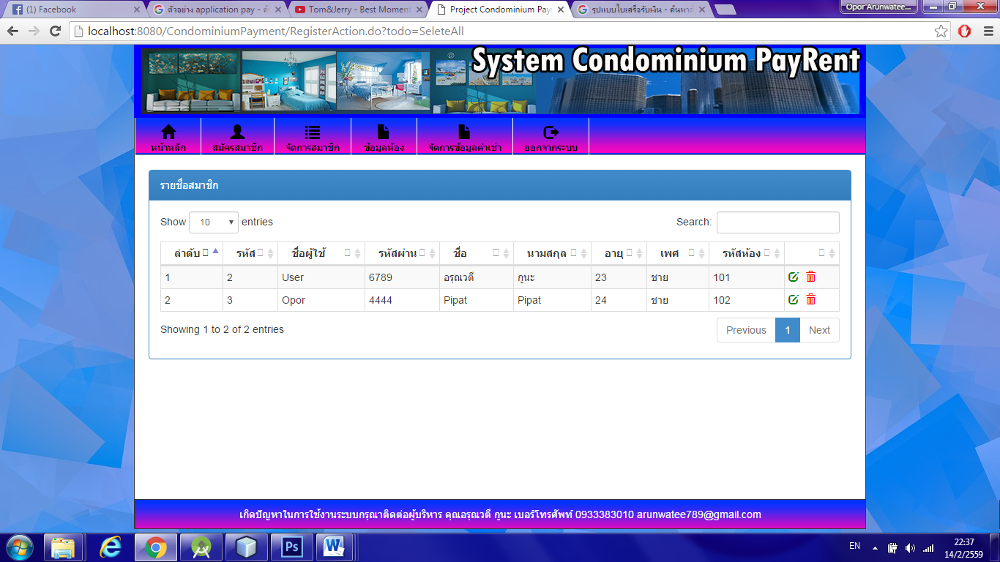 (1) Facebook
ตัวอย่าง application pay - ค้
Tom&Jerry - Best Moment
Project Condominium Pay
รูปแบบใบเสร็จรับเงิน - ค้นหาด้
Opor Arunwatee...
localhost:8080/CondominiumPayment/RegisterAction.do?todo=SeleteAll
System Condominium PayRent
หน้าหลัก
สมัครสมาชิก
จัดการสมาชิก
ข้อมูลห้อง
จัดการข้อมูลค่าเช่า
ออกจากระบบ
รายชื่อสมาชิก
Show 10 entries
Search:
ลำดับ รหัส ชื่อผู้ใช้ รหัสผ่าน ชื่อ นามสกุล อายุ เพศ รหัสห้อง
1 2 User 6789 อรุณวตี กูนะ 23 ชาย 101
2 3 Opor 4444 Pipat Pipat 24 ชาย 102
Showing 1 to 2 of 2 entries
Previous 1 Next
เกิดปัญหาในการใช้งานระบบกรุณาติดต่อผู้บริหาร คุณอรุณวตี กูนะ เบอร์โทรศัพท์ 0933383010 arunwatee789@gmail.com
Ps
W
EN
22:37
14/2/2559